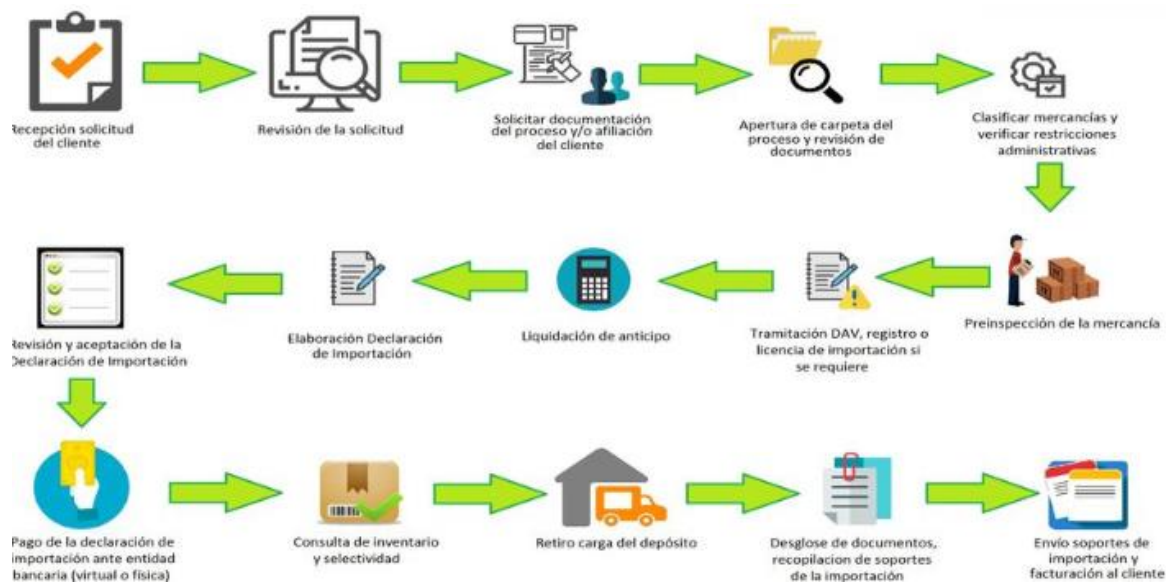 Recepción solicitud
del cliente
Revisión de la solicitud
Solicitar documentación
del proceso y/o afiliación
del cliente
Apertura de carpeta del
proceso y revisión de
documentos
Clasificar mercancías y
verificar restricciones
administrativas
Preinspección de la mercancía
Tramitación DAV, registro o
licencia de importación si
se requiere
Liquidación de anticipo
Elaboración Declaración
de Importación
Revisión y aceptación de la
Declaración de Importación
Pago de la declaración de
importación ante entidad
bancaria (virtual o física)
Consulta de inventario
y selectividad
Retiro carga del depósito
Desglose de documentos,
recopilacion de soportes
de la importación
Envío soportes de
importación y
facturación al cliente